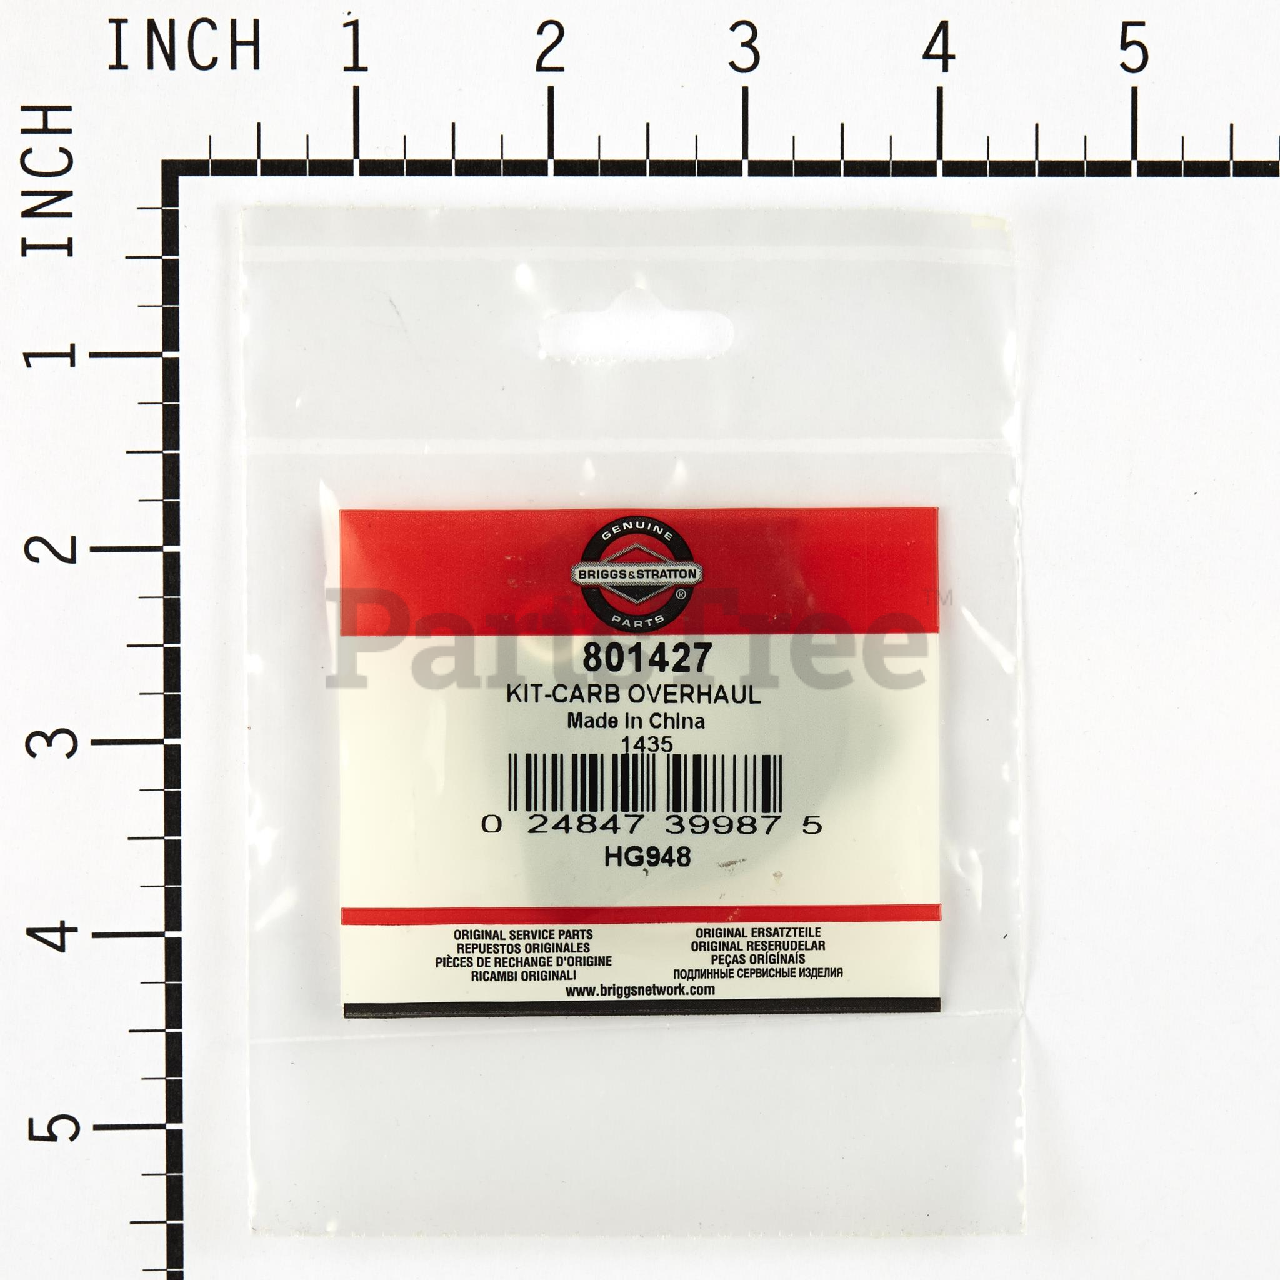 INCH 1 2 3 4 5
INCH
1
2
3
4
5
GENUINE
BRIGGS&STRATTON
®
PARTS
PartsTree™
801427
KIT-CARB OVERHAUL
Made in China
1435
0 24847 39987 5
HG948
ORIGINAL SERVICE PARTS
REPUESTOS ORIGINALES
PIÈCES DE RECHANGE D'ORIGINE
RICAMBI ORIGINALI
ORIGINAL ERSATZTEILE
ORIGINAL RESERUDELAR
PEÇAS ORÍGÍNAÍS
ПОДЛИННЫЕ СЕРВИСНЫЕ ИЗДЕЛИЯ
www.briggsnetwork.com